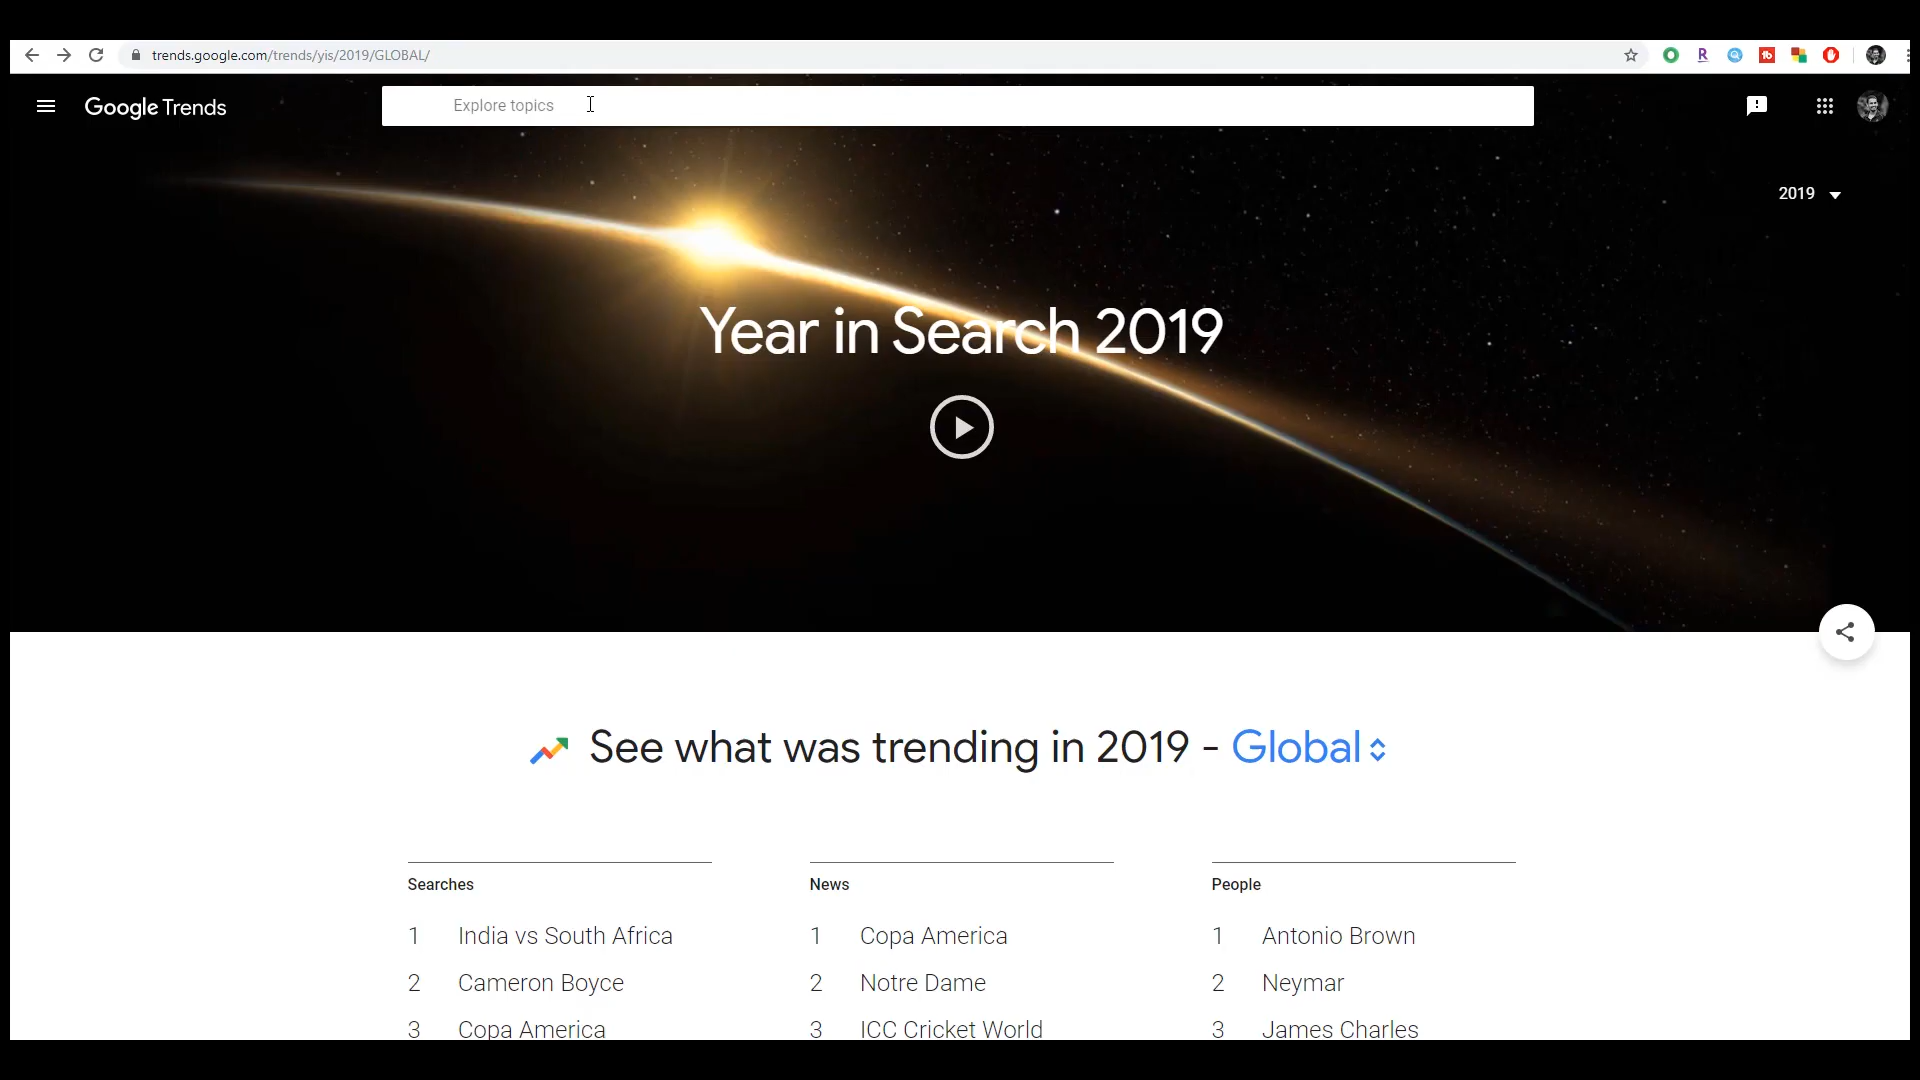 trends.google.com/trends/yis/2019/GLOBAL/
Google Trends
Explore topics
2019
Year in Search 2019
See what was trending in 2019 - Global
Searches
1 India vs South Africa
2 Cameron Boyce
3 Copa America
News
1 Copa America
2 Notre Dame
3 ICC Cricket World
People
1 Antonio Brown
2 Neymar
3 James Charles